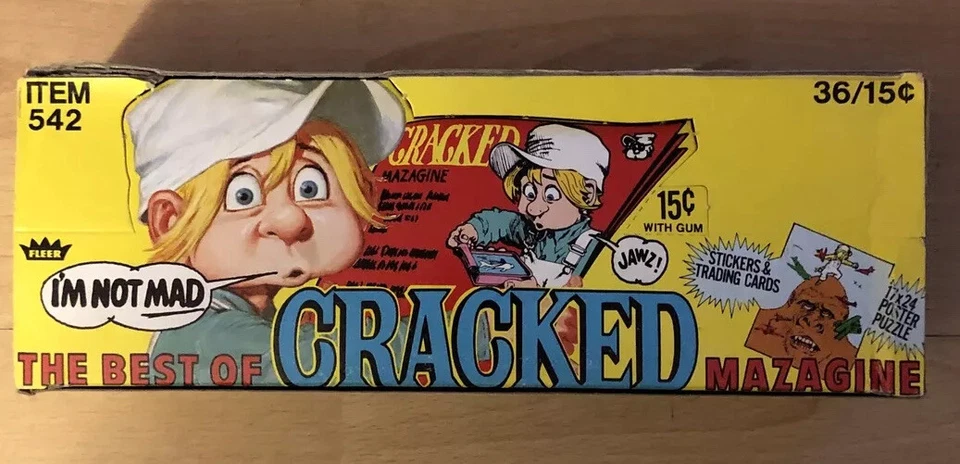 ITEM
542
36/15¢
CRACKED
MAZAGINE
15¢
WITH GUM
JAWZ!
FLEER
I'M NOT MAD
STICKERS &
TRADING CARDS
POSTER
PUZZLE
THE BEST OF CRACKED MAZAGINE